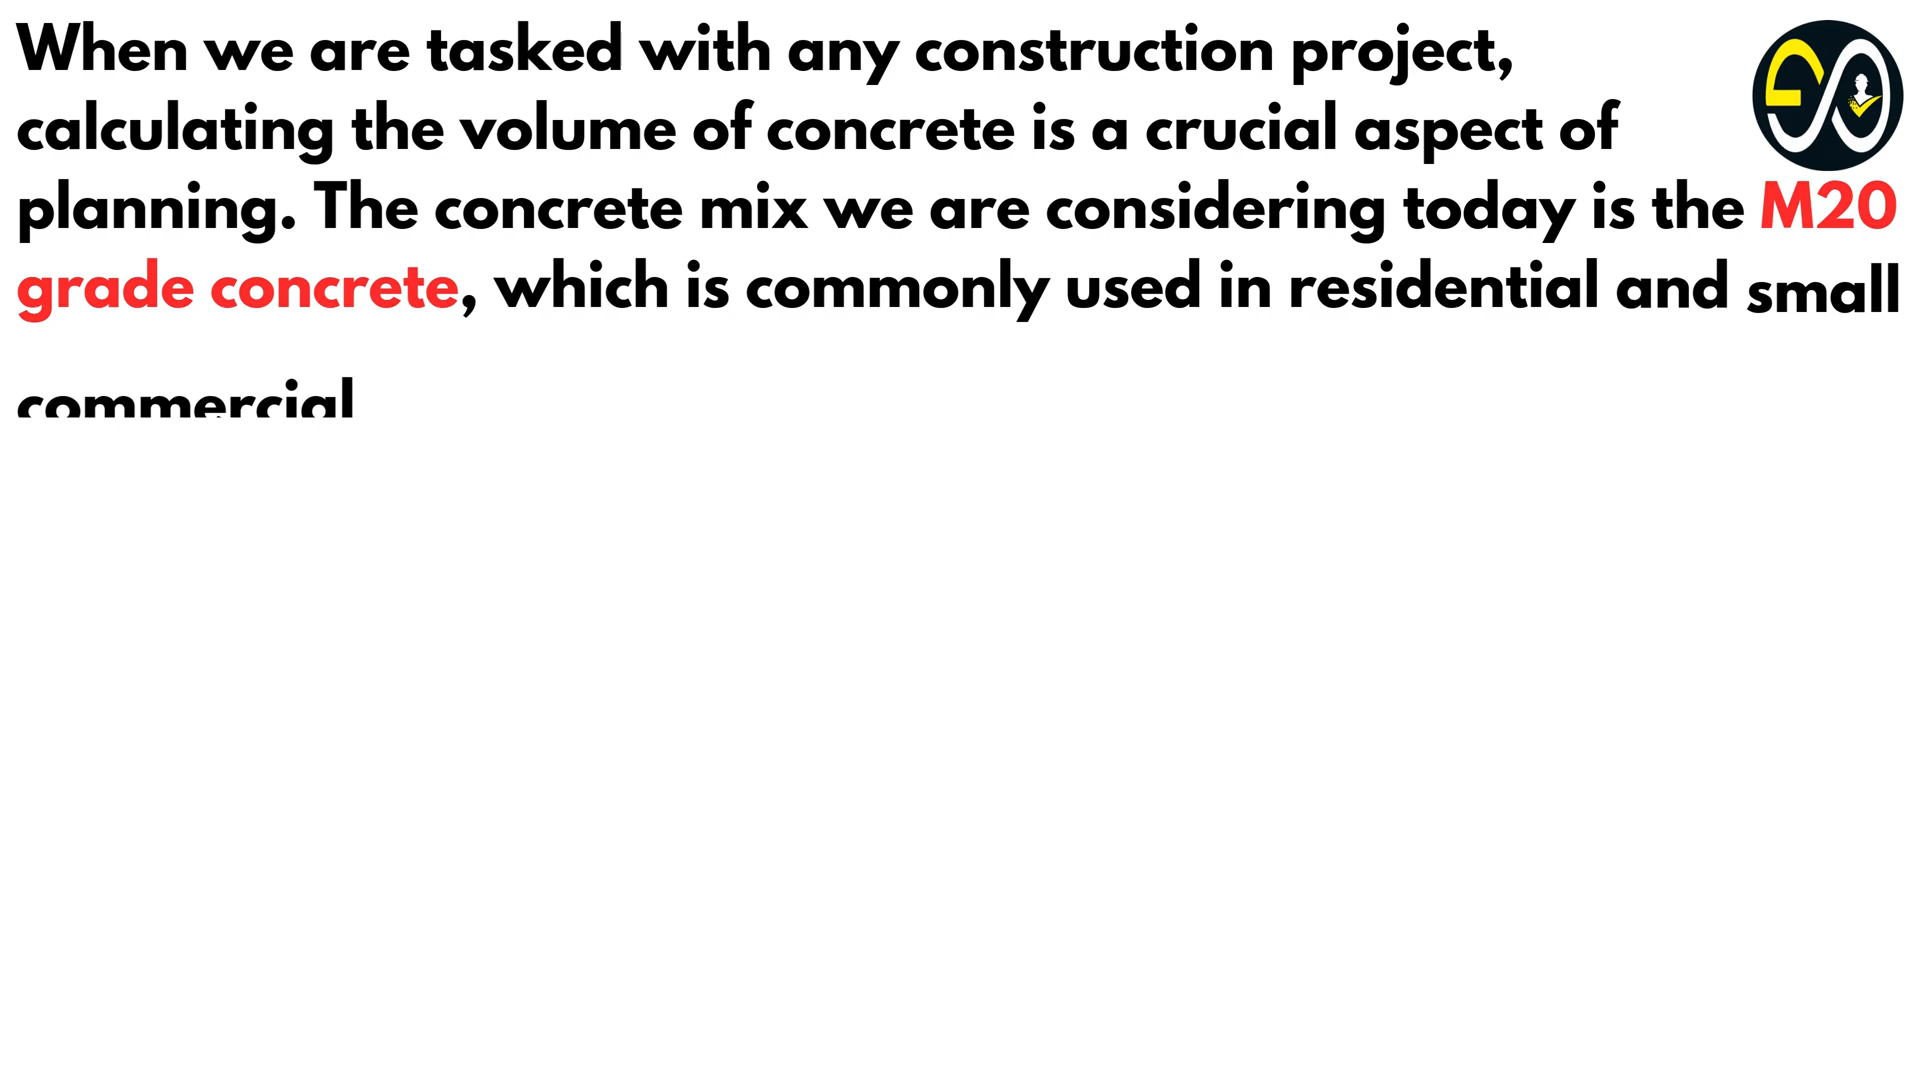 When we are tasked with any construction project,
calculating the volume of concrete is a crucial aspect of
planning. The concrete mix we are considering today is the M20
grade concrete, which is commonly used in residential and small
commercial